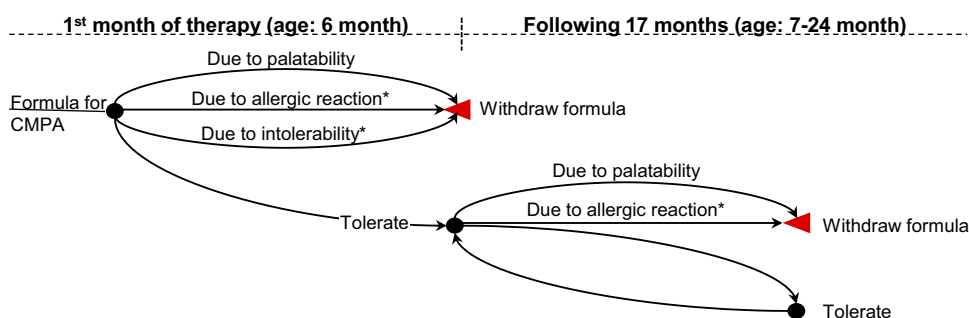 1st month of therapy (age: 6 month)
Following 17 months (age: 7-24 month)
Due to palatability
Formula for
CMPA
Due to allergic reaction*
Withdraw formula
Due to intolerability*
Due to palatability
Due to allergic reaction*
Tolerate
Withdraw formula
Tolerate